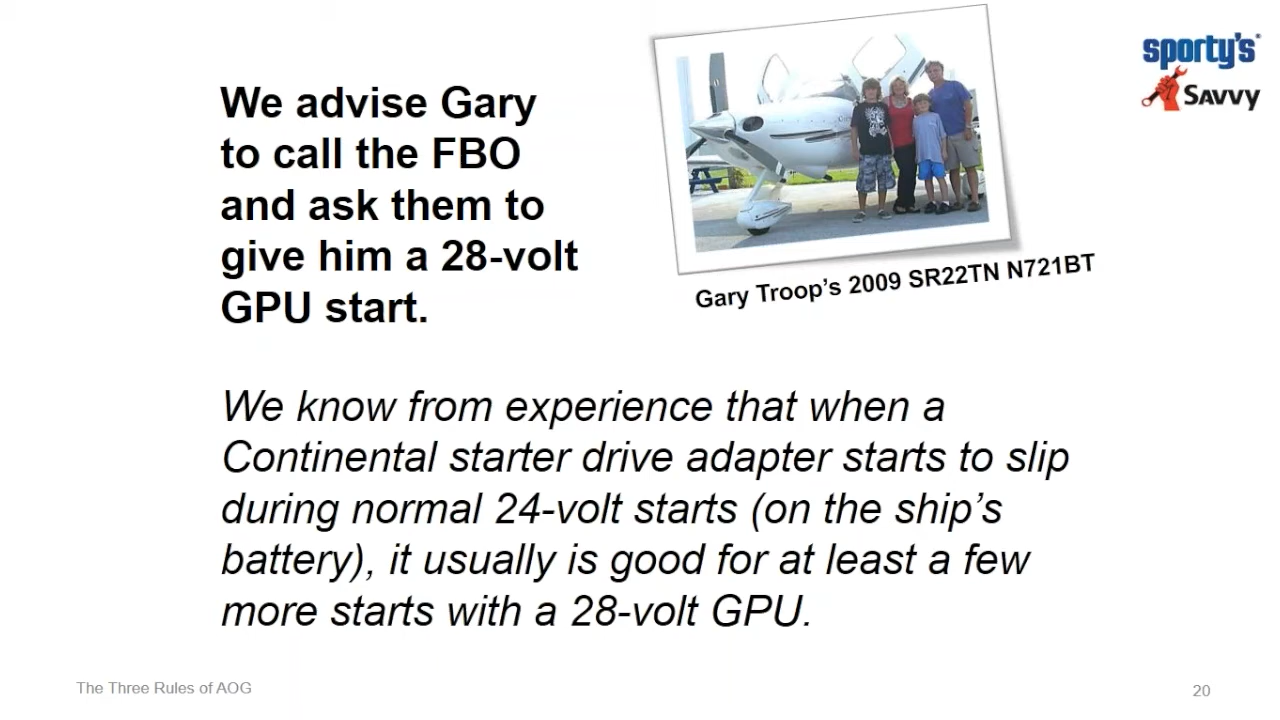 We advise Gary
to call the FBO
and ask them to
give him a 28-volt
GPU start.
sporty's
SAVVY
Gary Troop's 2009 SR22TN N721BT
We know from experience that when a
Continental starter drive adapter starts to slip
during normal 24-volt starts (on the ship's
battery), it usually is good for at least a few
more starts with a 28-volt GPU.
The Three Rules of AOG
20